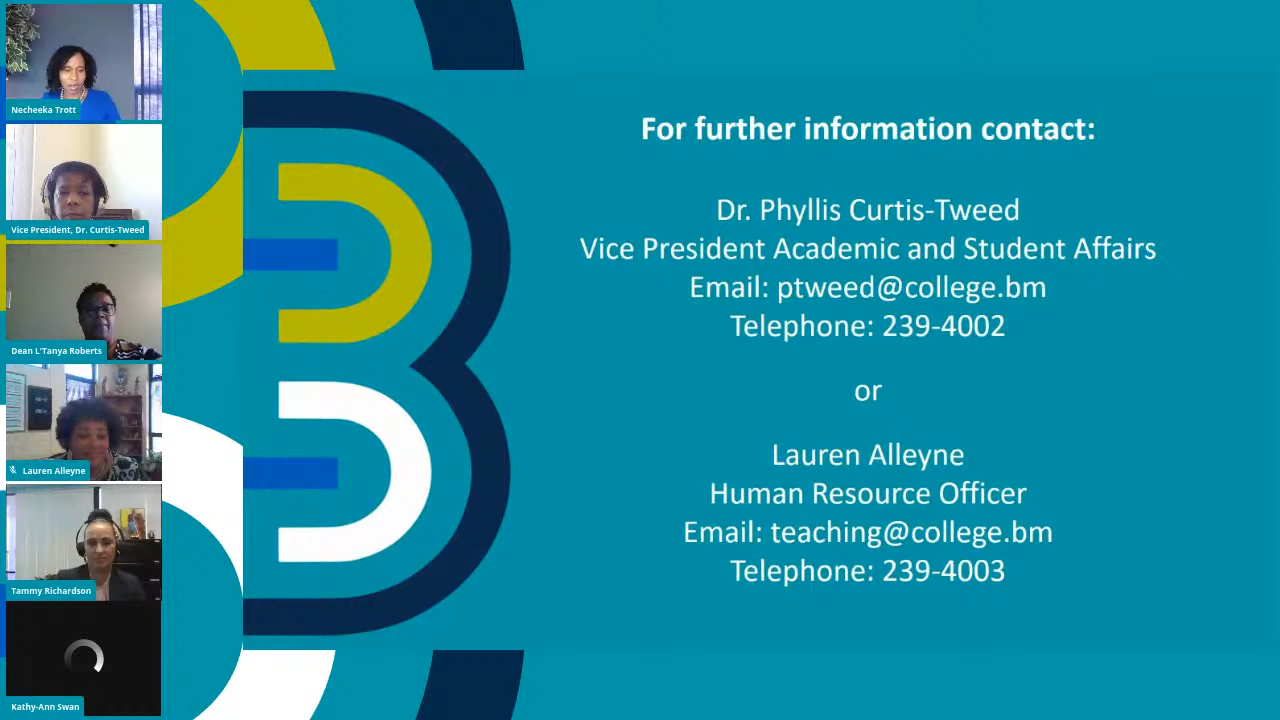 Necheeka Trott
Vice President, Dr. Curtis-Tweed
Dean L'Tanya Roberts
Lauren Alleyne
Tammy Richardson
Kathy-Ann Swan
For further information contact:
Dr. Phyllis Curtis-Tweed
Vice President Academic and Student Affairs
Email: ptweed@college.bm
Telephone: 239-4002
or
Lauren Alleyne
Human Resource Officer
Email: teaching@college.bm
Telephone: 239-4003